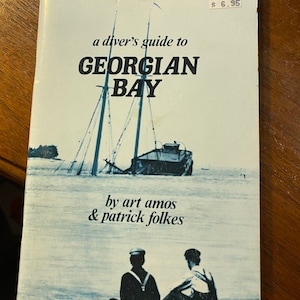 $ 6.95
a diver's guide to
GEORGIAN
BAY
by art amos
& patrick folkes